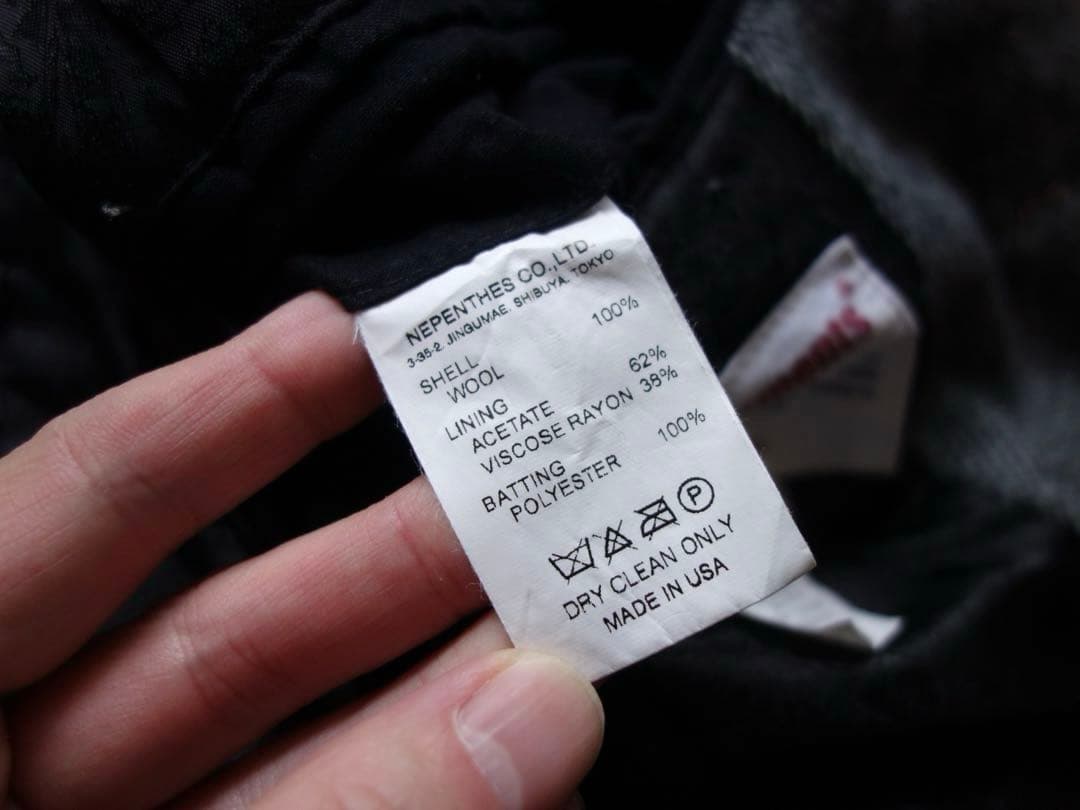 NEPENTHES CO.,LTD.
3-35-2, JINGUMAE, SHIBUYA, TOKYO
SHELL
WOOL 100%
LINING
ACETATE 62%
VISCOSE RAYON 38%
BATTING
POLYESTER 100%
P
DRY CLEAN ONLY
MADE IN USA